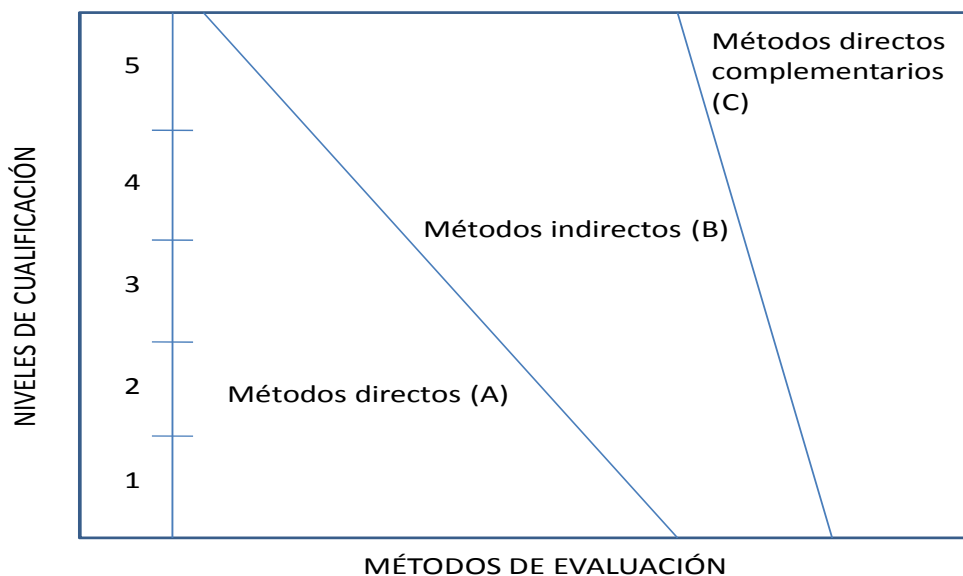 NIVELES DE CUALIFICACIÓN
5
4
3
2
1
Métodos directos
complementarios
(C)
Métodos indirectos (B)
Métodos directos (A)
MÉTODOS DE EVALUACIÓN